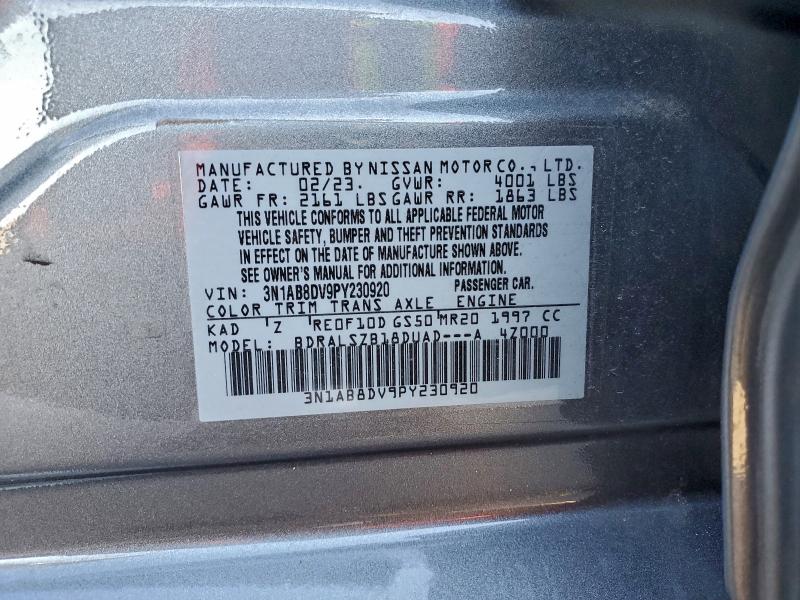 MANUFACTURED BY NISSAN MOTOR CO., LTD.
DATE: 02/23. GVWR: 4001 LBS
GAWR FR: 2161 LBS GAWR RR: 1863 LBS
THIS VEHICLE CONFORMS TO ALL APPLICABLE FEDERAL MOTOR
VEHICLE SAFETY, BUMPER AND THEFT PREVENTION STANDARDS
IN EFFECT ON THE DATE OF MANUFACTURE SHOWN ABOVE.
SEE OWNER'S MANUAL FOR ADDITIONAL INFORMATION.
VIN: 3N1AB8DV9PY230920 PASSENGER CAR.
COLOR TRIM TRANS AXLE ENGINE
KAD Z RE0F10D GS50 MR20 1997 CC
MODEL: BDRALSZB18DUAD---A 4Z000
3N1AB8DV9PY230920